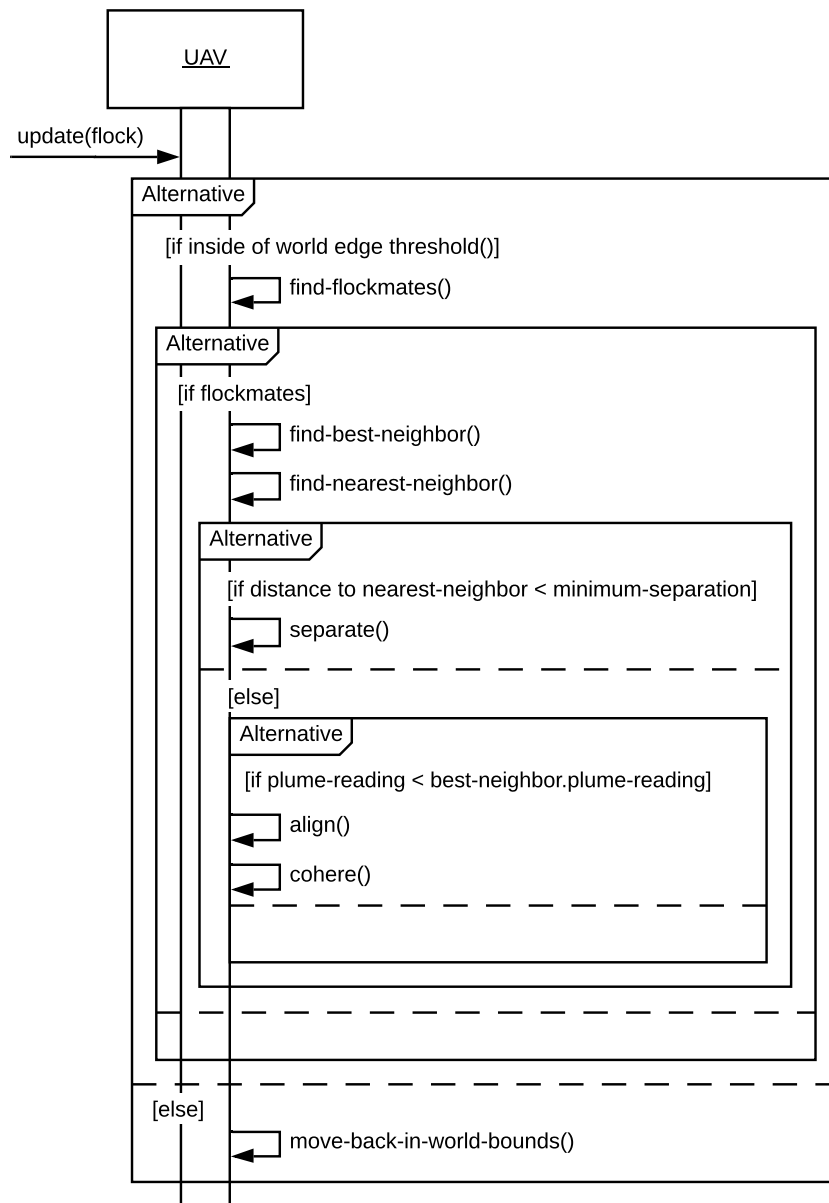 UAV
update(flock)
Alternative
[if inside of world edge threshold()]
find-flockmates()
Alternative
[if flockmates]
find-best-neighbor()
find-nearest-neighbor()
Alternative
[if distance to nearest-neighbor < minimum-separation]
separate()
[else]
Alternative
[if plume-reading < best-neighbor.plume-reading]
align()
cohere()
[else]
move-back-in-world-bounds()